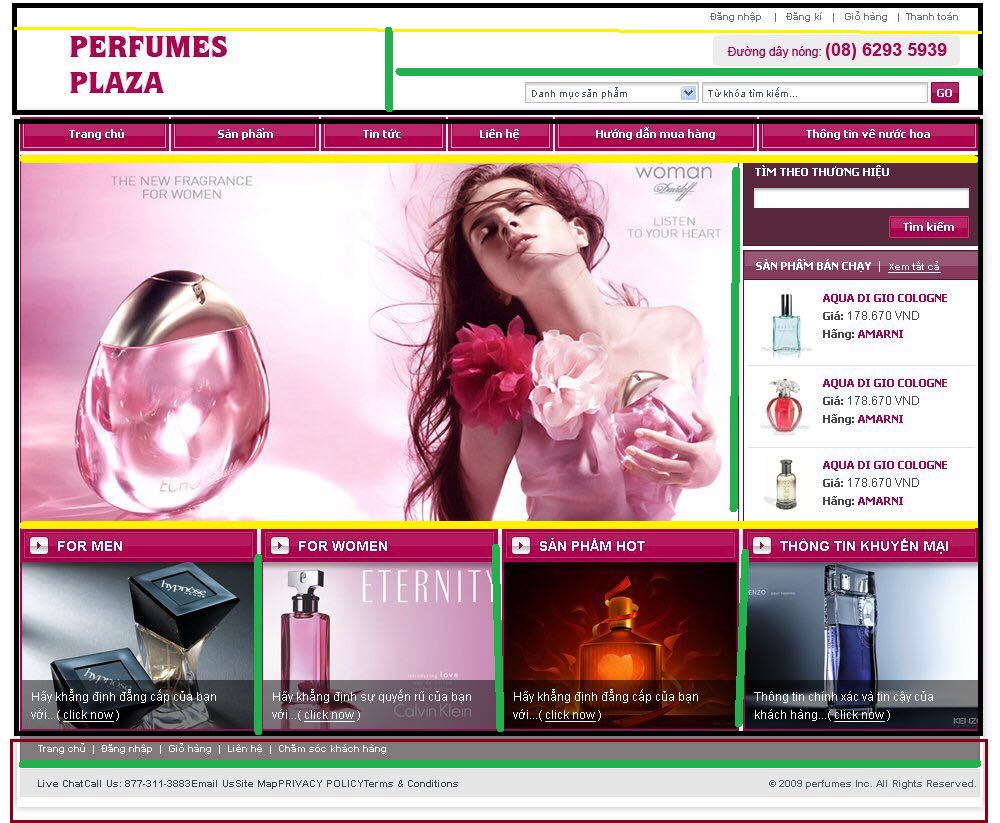 Đăng nhập | Đăng kí | Giỏ hàng | Thanh toán
PERFUMES
PLAZA
Đường dây nóng: (08) 6293 5939
Danh mục sản phẩm Từ khóa tìm kiếm... GO
Trang chủ Sản phẩm Tin tức Liên hệ Hướng dẫn mua hàng Thông tin về nước hoa
THE NEW FRAGRANCE
FOR WOMEN
woman
Davidoff
LISTEN
TO YOUR HEART
ECHO
TÌM THEO THƯƠNG HIỆU
Tìm kiếm
SẢN PHẨM BÁN CHẠY | Xem tất cả
AQUA DI GIO COLOGNE
Giá: 178.670 VND
Hãng: AMARNI
AQUA DI GIO COLOGNE
Giá: 178.670 VND
Hãng: AMARNI
AQUA DI GIO COLOGNE
Giá: 178.670 VND
Hãng: AMARNI
FOR MEN
hypnôse
hypnôse
Hãy khẳng định đẳng cấp của bạn
với...( click now )
FOR WOMEN
ETERNITY
introducing love
Calvin Klein
Hãy khẳng định sự quyến rũ của bạn
với...( click now )
SẢN PHẨM HOT
Hãy khẳng định đẳng cấp của bạn
với...( click now )
THÔNG TIN KHUYẾN MẠI
ENZO pour homme
KENZO
Thông tin chính xác và tin cậy của
khách hàng...( click now )
Trang chủ | Đăng nhập | Giỏ hàng | Liên hệ | Chăm sóc khách hàng
Live ChatCall Us: 877-311-3883Email UsSite MapPRIVACY POLICYTerms & Conditions
© 2009 perfumes Inc. All Rights Reserved.